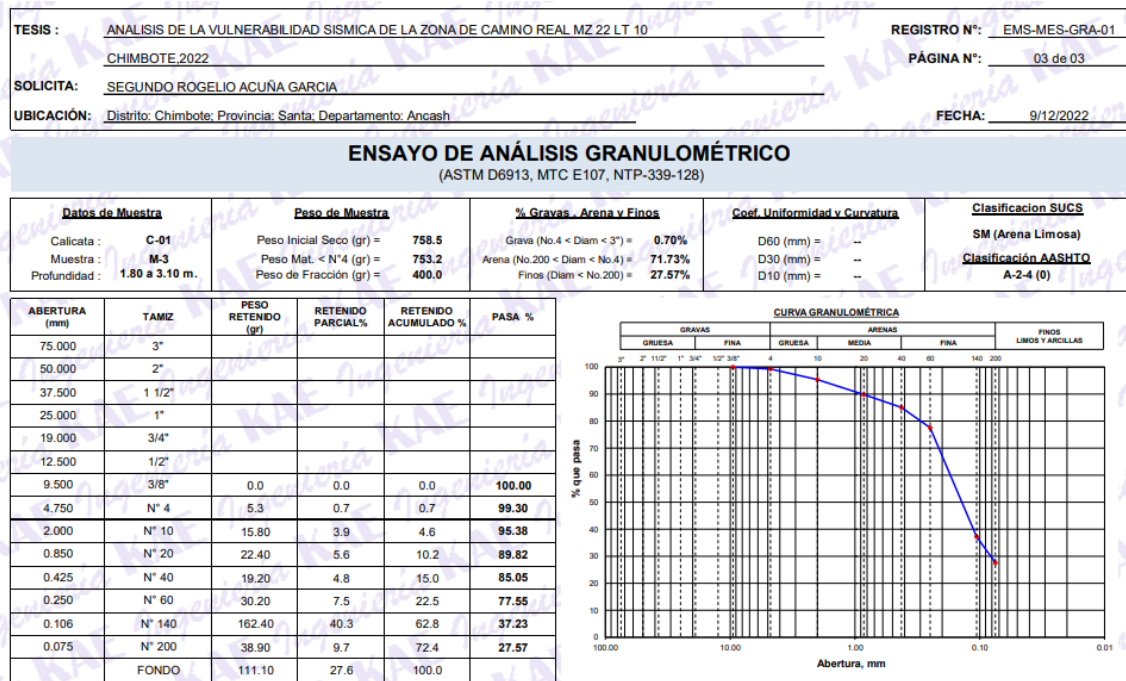 TESIS : ANALISIS DE LA VULNERABILIDAD SISMICA DE LA ZONA DE CAMINO REAL MZ 22 LT 10 REGISTRO N°: EMS-MES-GRA-01
CHIMBOTE,2022 PÁGINA N°: 03 de 03
SOLICITA: SEGUNDO ROGELIO ACUÑA GARCIA
UBICACIÓN: Distrito: Chimbote; Provincia: Santa; Departamento: Ancash FECHA: 9/12/2022
ENSAYO DE ANÁLISIS GRANULOMÉTRICO
(ASTM D6913, MTC E107, NTP-339-128)
Datos de Muestra
Calicata : C-01
Muestra : M-3
Profundidad : 1.80 a 3.10 m.
Peso de Muestra
Peso Inicial Seco (gr) = 758.5
Peso Mat. < N°4 (gr) = 753.2
Peso de Fracción (gr) = 400.0
% Gravas , Arena y Finos
Grava (No.4 < Diam < 3") = 0.70%
Arena (No.200 < Diam < No.4) = 71.73%
Finos (Diam < No.200) = 27.57%
Coef. Uniformidad y Curvatura
D60 (mm) = --
D30 (mm) = --
D10 (mm) = --
Clasificacion SUCS
SM (Arena Limosa)
Clasificación AASHTO
A-2-4 (0)
ABERTURA (mm) TAMIZ PESO RETENIDO (gr) RETENIDO PARCIAL% RETENIDO ACUMULADO % PASA %
75.000 3"
50.000 2"
37.500 1 1/2"
25.000 1"
19.000 3/4"
12.500 1/2"
9.500 3/8" 0.0 0.0 0.0 100.00
4.750 N° 4 5.3 0.7 0.7 99.30
2.000 N° 10 15.80 3.9 4.6 95.38
0.850 N° 20 22.40 5.6 10.2 89.82
0.425 N° 40 19.20 4.8 15.0 85.05
0.250 N° 60 30.20 7.5 22.5 77.55
0.106 N° 140 162.40 40.3 62.8 37.23
0.075 N° 200 38.90 9.7 72.4 27.57
FONDO 111.10 27.6 100.0
CURVA GRANULOMÉTRICA
GRAVAS ARENAS FINOS
LIMOS Y ARCILLAS
GRUESA FINA GRUESA MEDIA FINA
3" 2" 11/2" 1" 3/4" 1/2" 3/8" 4 10 20 40 60 140 200
% que pasa
100
90
80
70
60
50
40
30
20
10
0
100.00 10.00 1.00 0.10 0.01
Abertura, mm
KAE Ingeniería